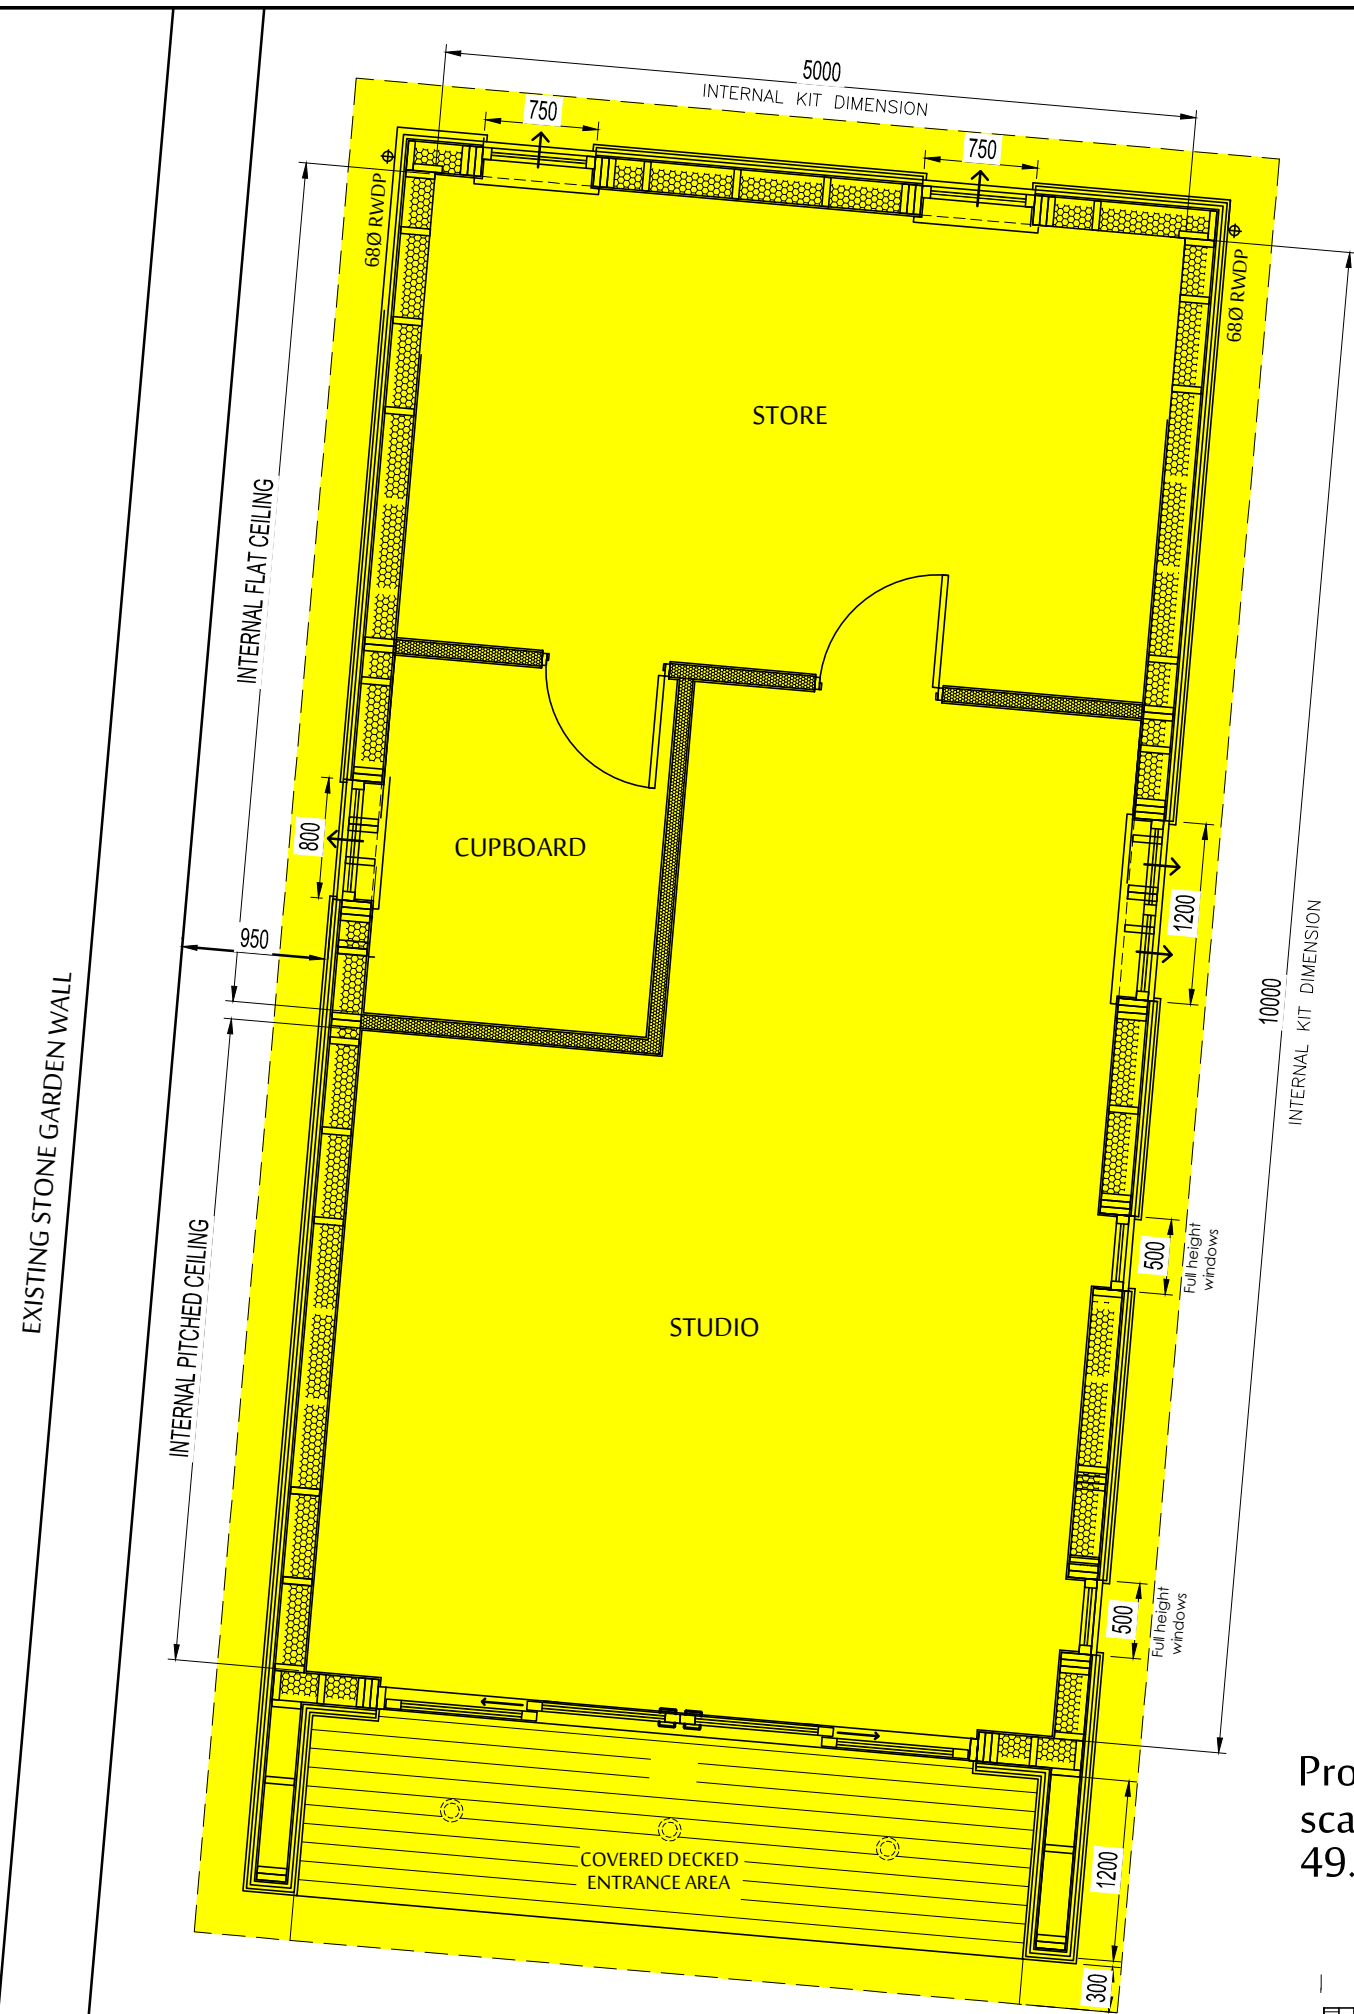 5000
INTERNAL KIT DIMENSION
750
750
68Ø RWDP
68Ø RWDP
STORE
INTERNAL FLAT CEILING
CUPBOARD
800
1200
950
10000
INTERNAL KIT DIMENSION
EXISTING STONE GARDEN WALL
500
Full height
windows
INTERNAL PITCHED CEILING
STUDIO
500
Full height
windows
COVERED DECKED
ENTRANCE AREA
1200
300
Pro
sca
49.